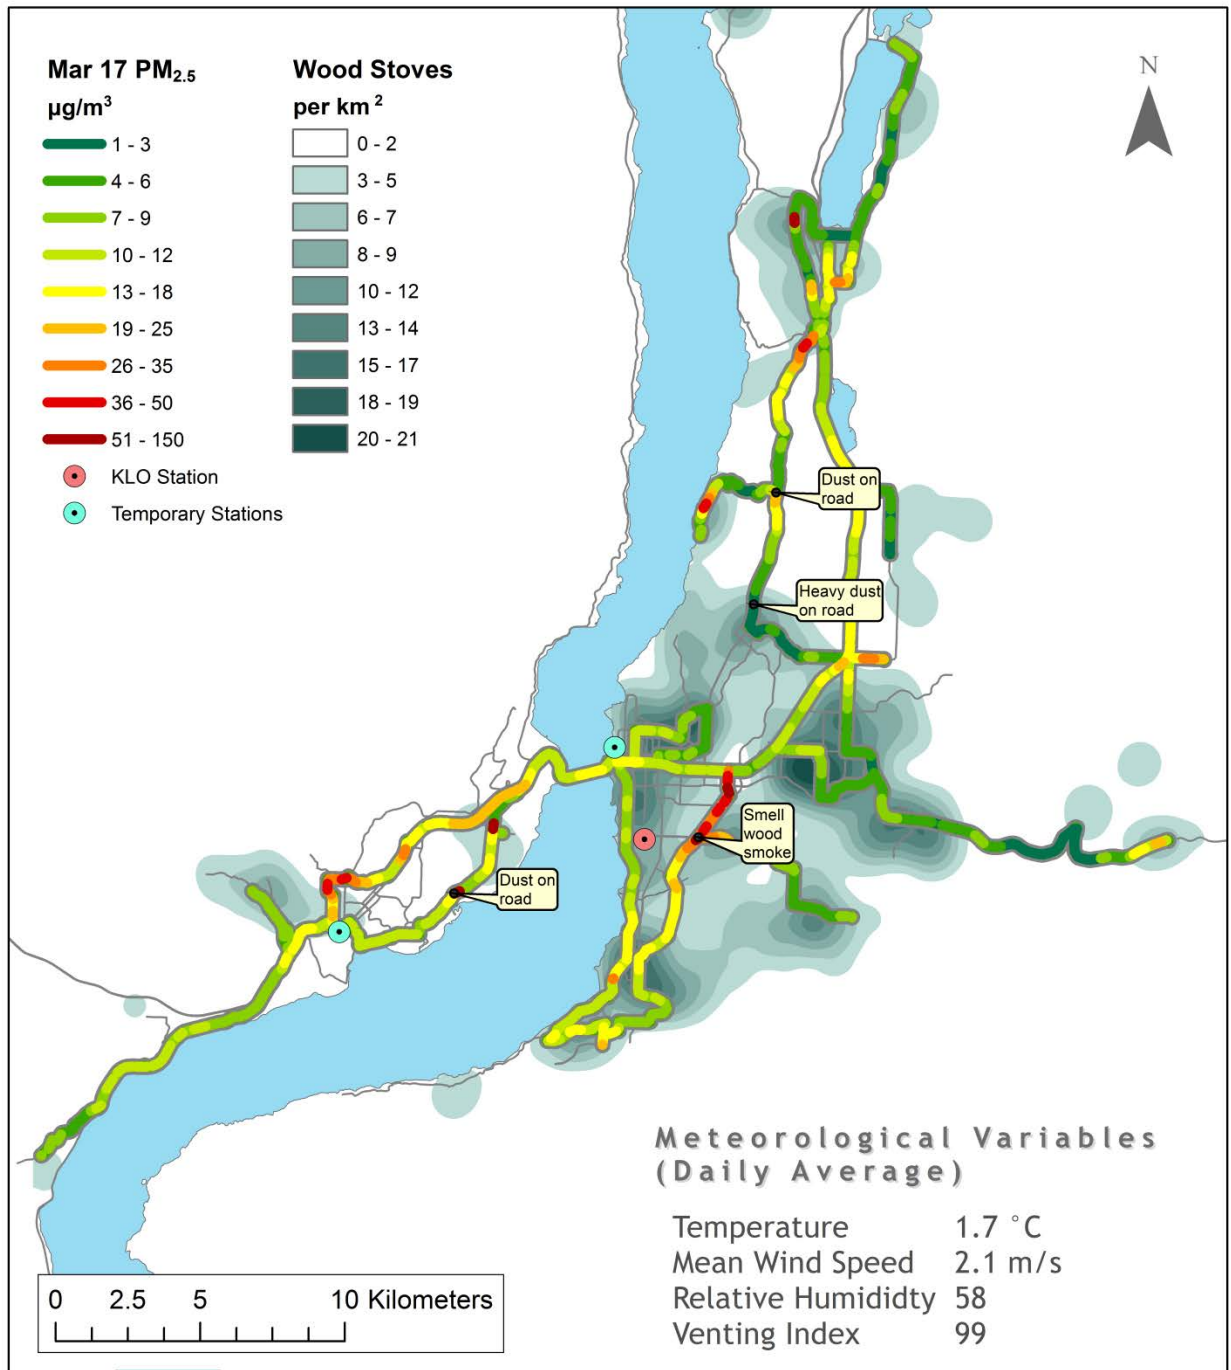 Mar 17 PM2.5
µg/m³
1 - 3
4 - 6
7 - 9
10 - 12
13 - 18
19 - 25
26 - 35
36 - 50
51 - 150
KLO Station
Temporary Stations
Wood Stoves
per km ²
0 - 2
3 - 5
6 - 7
8 - 9
10 - 12
13 - 14
15 - 17
18 - 19
20 - 21
N
Dust on
road
Heavy dust
on road
Smell
wood
smoke
Dust on
road
Meteorological Variables
(Daily Average)
Temperature 1.7 °C
Mean Wind Speed 2.1 m/s
Relative Humididty 58
Venting Index 99
0 2.5 5 10 Kilometers